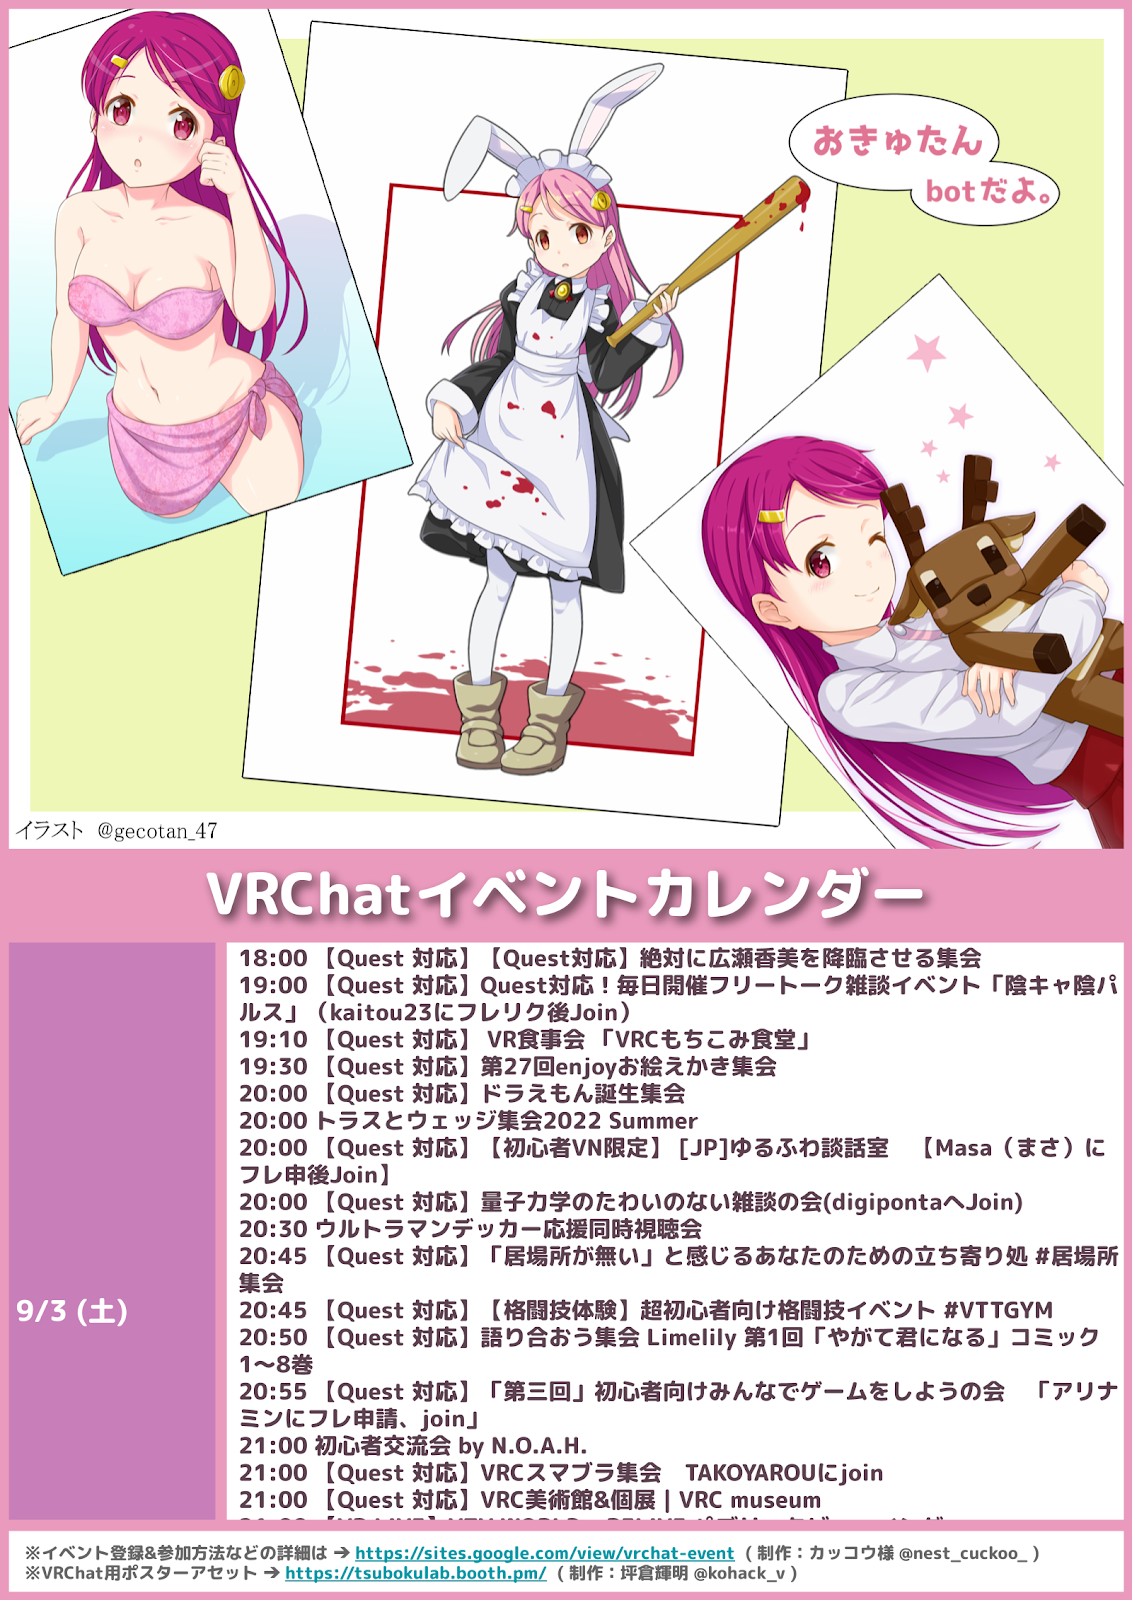 おきゅたん
botだよ。
イラスト @gecotan_47
VRChatイベントカレンダー
9/3 (土)
18:00 【Quest 対応】【Quest対応】絶対に広瀬香美を降臨させる集会
19:00 【Quest 対応】Quest対応！毎日開催フリートーク雑談イベント「陰キャ陰パ
ルス」（kaitou23にフレリク後Join）
19:10 【Quest 対応】 VR食事会 「VRCもちこみ食堂」
19:30 【Quest 対応】第27回enjoyお絵えかき集会
20:00 【Quest 対応】ドラえもん誕生集会
20:00 トラスとウェッジ集会2022 Summer
20:00 【Quest 対応】【初心者VN限定】 [JP]ゆるふわ談話室　【Masa（まさ）に
フレ申後Join】
20:00 【Quest 対応】量子力学のたわいのない雑談の会(digipontaへJoin)
20:30 ウルトラマンデッカー応援同時視聴会
20:45 【Quest 対応】「居場所が無い」と感じるあなたのための立ち寄り処 #居場所
集会
20:45 【Quest 対応】【格闘技体験】超初心者向け格闘技イベント #VTTGYM
20:50 【Quest 対応】語り合おう集会 Limelily 第1回「やがて君になる」コミック
1〜8巻
20:55 【Quest 対応】「第三回」初心者向けみんなでゲームをしようの会　「アリナ
ミンにフレ申請、join」
21:00 初心者交流会 by N.O.A.H.
21:00 【Quest 対応】VRCスマブラ集会　TAKOYAROUにjoin
21:00 【Quest 対応】VRC美術館&個展 | VRC museum
※イベント登録&参加方法などの詳細は ➔ https://sites.google.com/view/vrchat-event （ 制作：カッコウ様 @nest_cuckoo_ ）
※VRChat用ポスターアセット ➔ https://tsubokulab.booth.pm/ （ 制作：坪倉輝明 @kohack_v ）